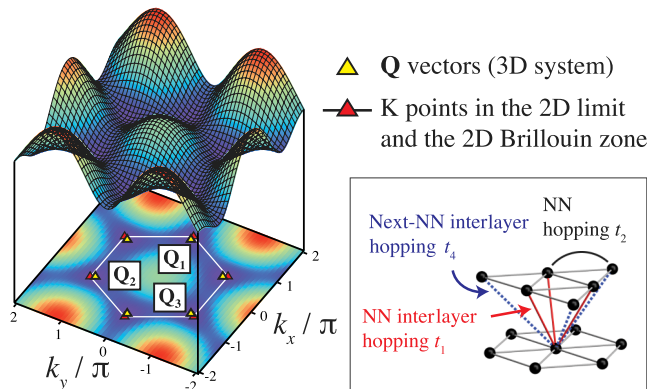 Q vectors (3D system)
K points in the 2D limit
and the 2D Brillouin zone
Q₁
Q₂
Q₃
2
1
0
-1
-2
k_y / π
-2
-1
0
1
2
k_x / π
Next-NN interlayer
hopping t₄
NN
hopping t₂
NN interlayer
hopping t₁